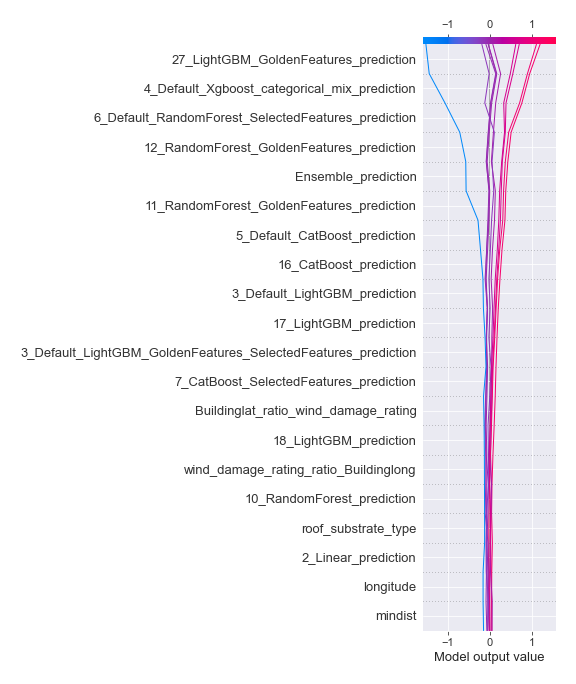 −1 0 1
27_LightGBM_GoldenFeatures_prediction
4_Default_Xgboost_categorical_mix_prediction
6_Default_RandomForest_SelectedFeatures_prediction
12_RandomForest_GoldenFeatures_prediction
Ensemble_prediction
11_RandomForest_GoldenFeatures_prediction
5_Default_CatBoost_prediction
16_CatBoost_prediction
3_Default_LightGBM_prediction
17_LightGBM_prediction
3_Default_LightGBM_GoldenFeatures_SelectedFeatures_prediction
7_CatBoost_SelectedFeatures_prediction
Buildinglat_ratio_wind_damage_rating
18_LightGBM_prediction
wind_damage_rating_ratio_Buildinglong
10_RandomForest_prediction
roof_substrate_type
2_Linear_prediction
longitude
mindist
−1 0 1
Model output value